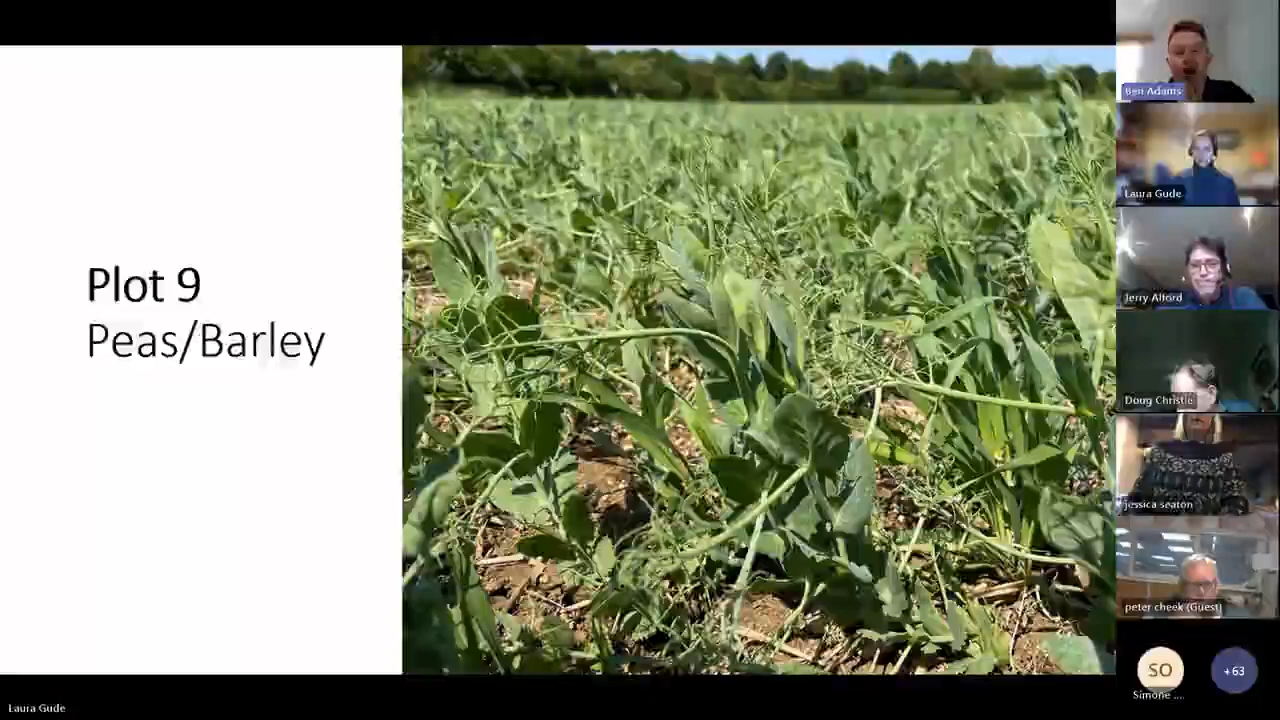 Plot 9
Peas/Barley
Ben Adams
Laura Gude
Jerry Alford
Doug Christie
jessica seaton
peter cheek (Guest)
SO
+63
Simone ...
Laura Gude